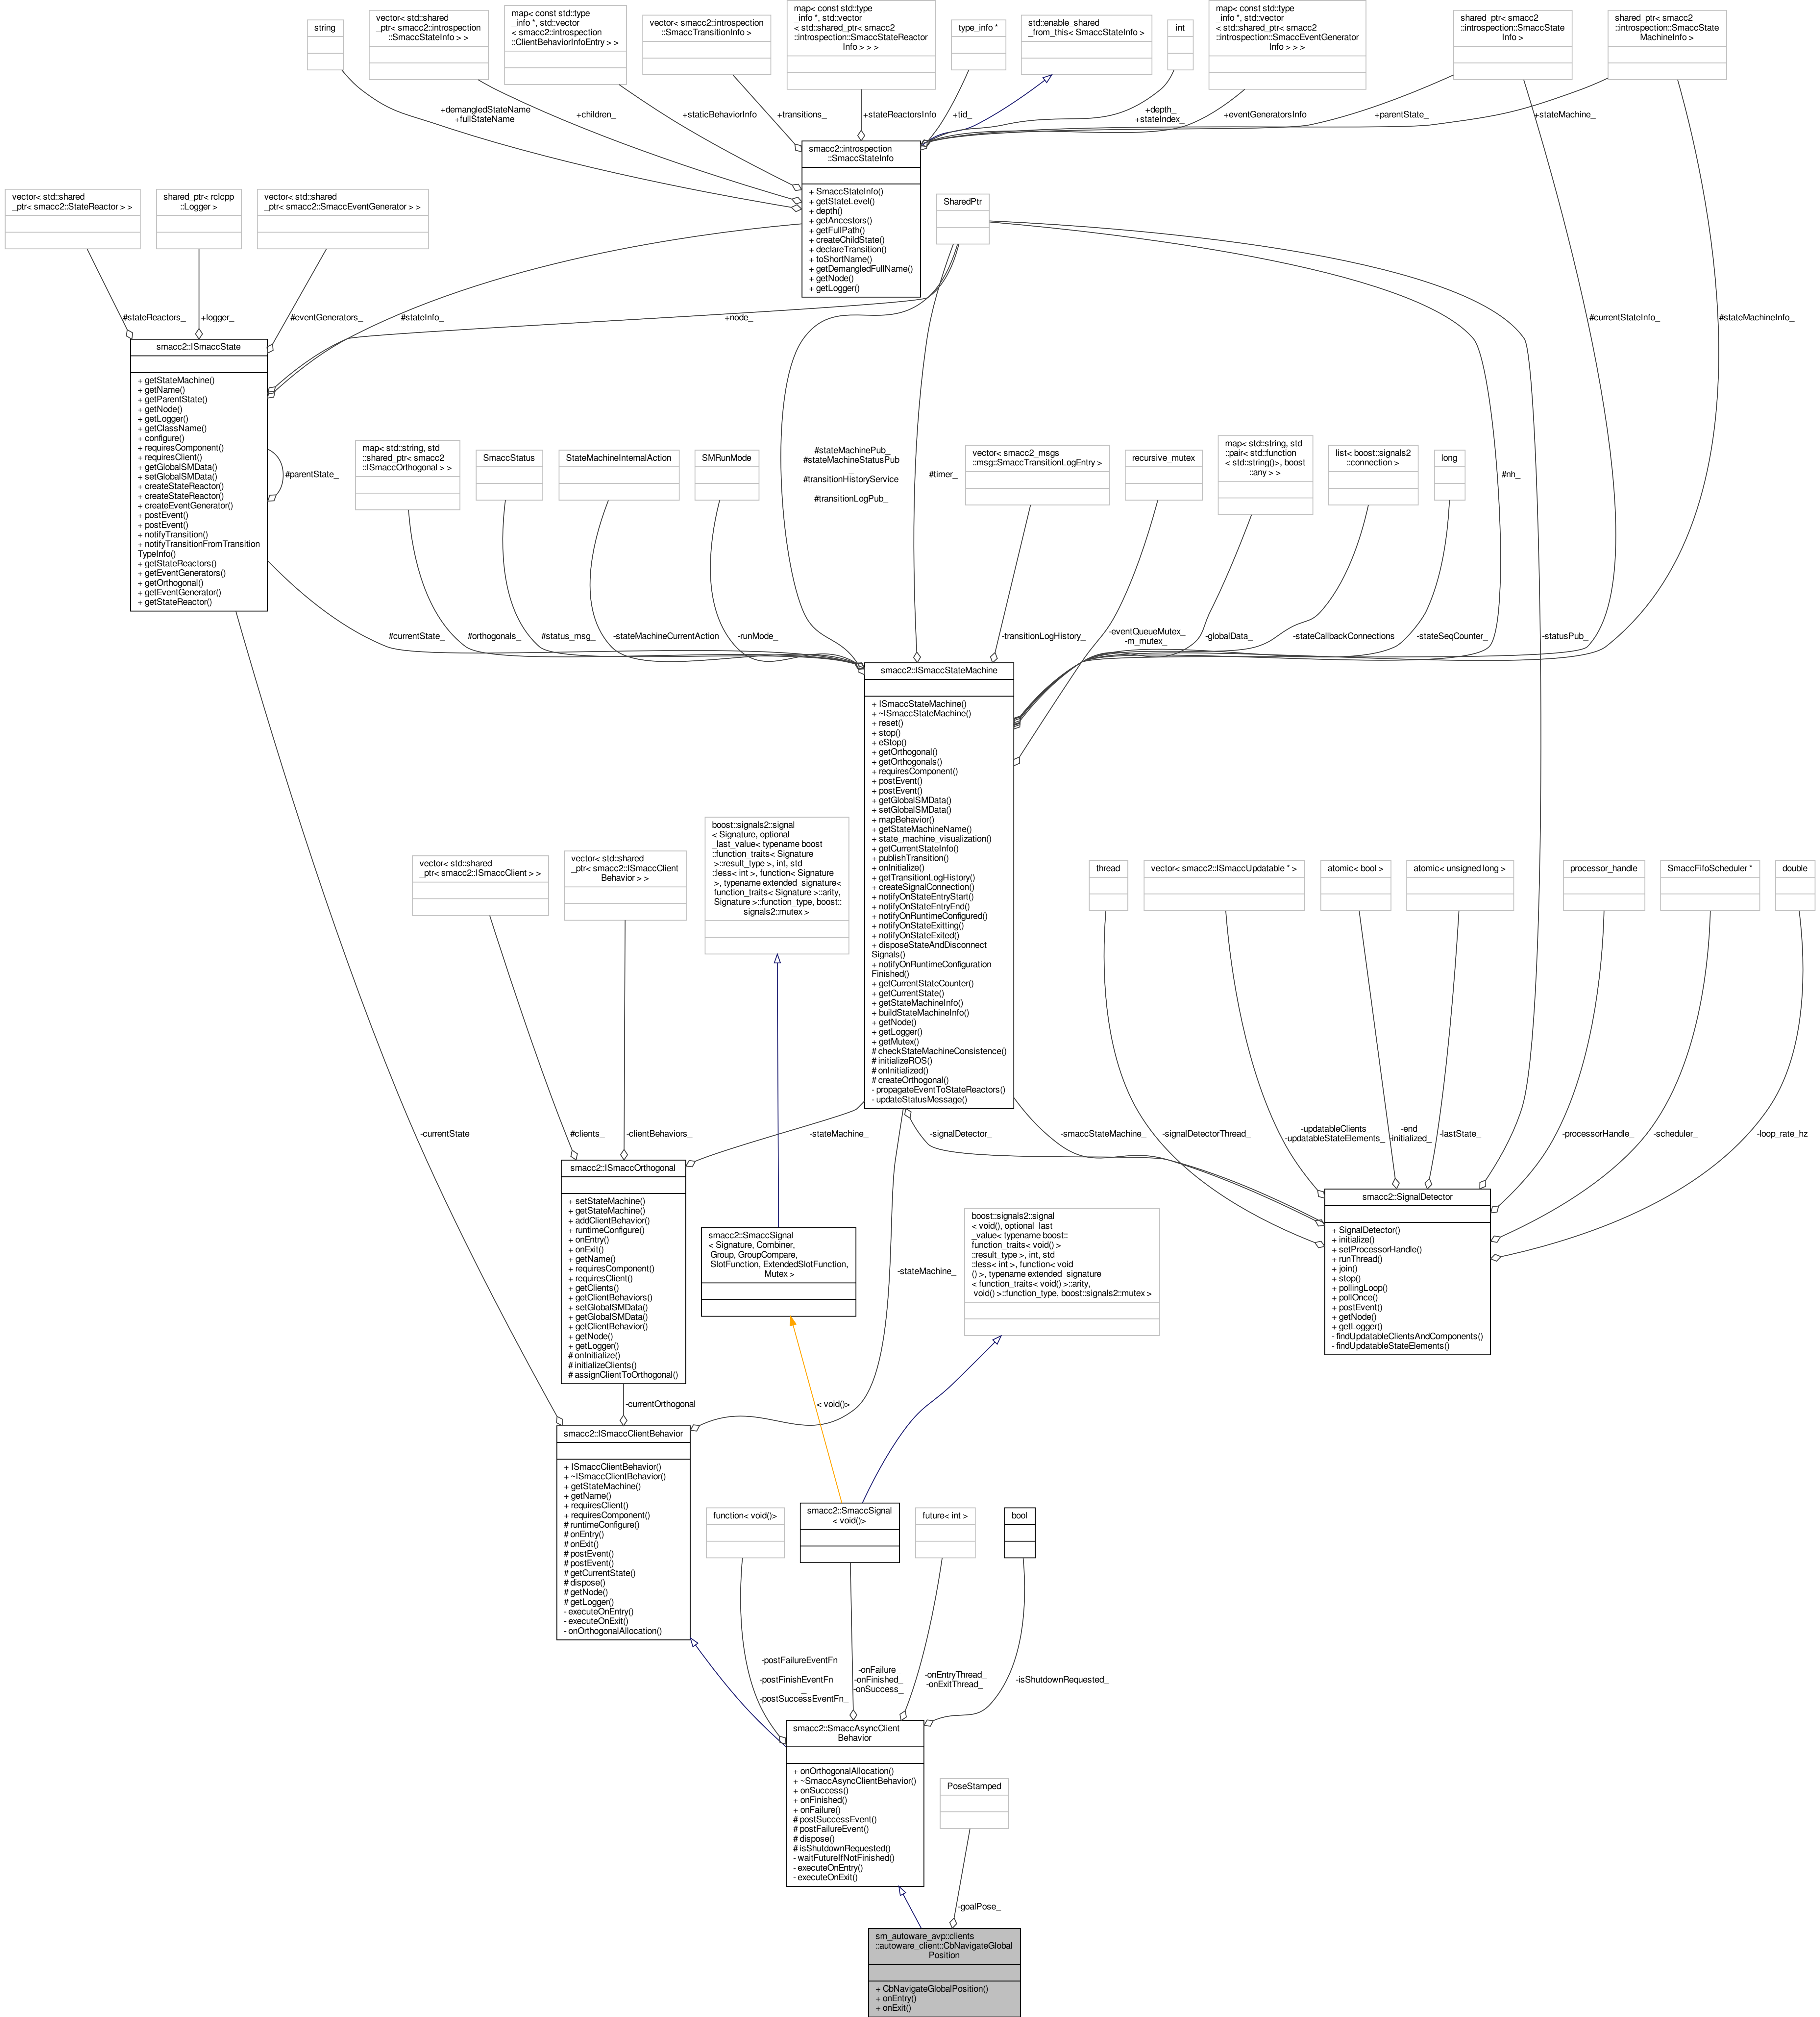 string
vector< std::shared
_ptr< smacc2::introspection
::SmaccStateInfo > >
map< const std::type
_info *, std::vector
< smacc2::introspection
::ClientBehaviorInfoEntry > >
vector< smacc2::introspection
::SmaccTransitionInfo >
map< const std::type
_info *, std::vector
< std::shared_ptr< smacc2
::introspection::SmaccStateReactor
Info > > >
type_info *
std::enable_shared
_from_this< SmaccStateInfo >
int
map< const std::type
_info *, std::vector
< std::shared_ptr< smacc2
::introspection::SmaccEventGenerator
Info > > >
shared_ptr< smacc2
::introspection::SmaccState
Info >
shared_ptr< smacc2
::introspection::SmaccState
MachineInfo >
+demangledStateName
+fullStateName
+children_
+staticBehaviorInfo
+transitions_
+stateReactorsInfo
+tid_
+depth_
+stateIndex_
+eventGeneratorsInfo
+parentState_
+stateMachine_
smacc2::introspection
::SmaccStateInfo
+ SmaccStateInfo()
+ getStateLevel()
+ depth()
+ getAncestors()
+ getFullPath()
+ createChildState()
+ declareTransition()
+ toShortName()
+ getDemangledFullName()
+ getNode()
+ getLogger()
vector< std::shared
_ptr< smacc2::StateReactor > >
shared_ptr< rclcpp
::Logger >
vector< std::shared
_ptr< smacc2::SmaccEventGenerator > >
SharedPtr
#stateReactors_
+logger_
#eventGenerators_
#stateInfo_
+node_
#currentStateInfo_
#stateMachineInfo_
smacc2::ISmaccState
+ getStateMachine()
+ getName()
+ getParentState()
+ getNode()
+ getLogger()
+ getClassName()
+ configure()
+ requiresComponent()
+ requiresClient()
+ getGlobalSMData()
+ setGlobalSMData()
+ createStateReactor()
+ createStateReactor()
+ createEventGenerator()
+ postEvent()
+ postEvent()
+ notifyTransition()
+ notifyTransitionFromTransition
TypeInfo()
+ getStateReactors()
+ getEventGenerators()
+ getOrthogonal()
+ getEventGenerator()
+ getStateReactor()
#parentState_
map< std::string, std
::shared_ptr< smacc2
::ISmaccOrthogonal > >
SmaccStatus
StateMachineInternalAction
SMRunMode
#stateMachinePub_
#stateMachineStatusPub
_
#transitionHistoryService
_
#transitionLogPub_
#timer_
vector< smacc2_msgs
::msg::SmaccTransitionLogEntry >
recursive_mutex
map< std::string, std
::pair< std::function
< std::string()>, boost
::any > >
list< boost::signals2
::connection >
long
#nh_
#currentState_
#orthogonals_
#status_msg_
-stateMachineCurrentAction
-runMode_
-transitionLogHistory_
-eventQueueMutex_
-m_mutex_
-globalData_
-stateCallbackConnections
-stateSeqCounter_
-statusPub_
smacc2::ISmaccStateMachine
+ ISmaccStateMachine()
+ ~ISmaccStateMachine()
+ reset()
+ stop()
+ eStop()
+ getOrthogonal()
+ getOrthogonals()
+ requiresComponent()
+ postEvent()
+ postEvent()
+ getGlobalSMData()
+ setGlobalSMData()
+ mapBehavior()
+ getStateMachineName()
+ state_machine_visualization()
+ getCurrentStateInfo()
+ publishTransition()
+ onInitialize()
+ getTransitionLogHistory()
+ createSignalConnection()
+ notifyOnStateEntryStart()
+ notifyOnStateEntryEnd()
+ notifyOnRuntimeConfigured()
+ notifyOnStateExitting()
+ notifyOnStateExited()
+ disposeStateAndDisconnect
Signals()
+ notifyOnRuntimeConfiguration
Finished()
+ getCurrentStateCounter()
+ getCurrentState()
+ getStateMachineInfo()
+ buildStateMachineInfo()
+ getNode()
+ getLogger()
+ getMutex()
# checkStateMachineConsistence()
# initializeROS()
# onInitialized()
# createOrthogonal()
- propagateEventToStateReactors()
- updateStatusMessage()
vector< std::shared
_ptr< smacc2::ISmaccClient > >
vector< std::shared
_ptr< smacc2::ISmaccClient
Behavior > >
boost::signals2::signal
< Signature, optional
_last_value< typename boost
::function_traits< Signature
>::result_type >, int, std
::less< int >, function< Signature
>, typename extended_signature<
function_traits< Signature >::arity,
Signature >::function_type, boost::
signals2::mutex >
thread
vector< smacc2::ISmaccUpdatable * >
atomic< bool >
atomic< unsigned long >
processor_handle
SmaccFifoScheduler *
double
-currentState
#clients_
-clientBehaviors_
-stateMachine_
-signalDetector_
-smaccStateMachine_
-signalDetectorThread_
-updatableClients_
-updatableStateElements_
-end_
-initialized_
-lastState_
-processorHandle_
-scheduler_
-loop_rate_hz
smacc2::ISmaccOrthogonal
+ setStateMachine()
+ getStateMachine()
+ addClientBehavior()
+ runtimeConfigure()
+ onEntry()
+ onExit()
+ getName()
+ requiresComponent()
+ requiresClient()
+ getClients()
+ getClientBehaviors()
+ setGlobalSMData()
+ getGlobalSMData()
+ getClientBehavior()
+ getNode()
+ getLogger()
# onInitialize()
# initializeClients()
# assignClientToOrthogonal()
smacc2::SmaccSignal
< Signature, Combiner,
Group, GroupCompare,
SlotFunction, ExtendedSlotFunction,
Mutex >
-stateMachine_
boost::signals2::signal
< void(), optional_last
_value< typename boost::
function_traits< void() >
::result_type >, int, std
::less< int >, function< void
() >, typename extended_signature
< function_traits< void() >::arity,
void() >::function_type, boost::signals2::mutex >
smacc2::SignalDetector
+ SignalDetector()
+ initialize()
+ setProcessorHandle()
+ runThread()
+ join()
+ stop()
+ pollingLoop()
+ pollOnce()
+ postEvent()
+ getNode()
+ getLogger()
- findUpdatableClientsAndComponents()
- findUpdatableStateElements()
-currentOrthogonal
< void()>
smacc2::ISmaccClientBehavior
+ ISmaccClientBehavior()
+ ~ISmaccClientBehavior()
+ getStateMachine()
+ getName()
+ requiresClient()
+ requiresComponent()
# runtimeConfigure()
# onEntry()
# onExit()
# postEvent()
# postEvent()
# getCurrentState()
# dispose()
# getNode()
# getLogger()
- executeOnEntry()
- executeOnExit()
- onOrthogonalAllocation()
function< void()>
smacc2::SmaccSignal
< void()>
future< int >
bool
-postFailureEventFn
_
-postFinishEventFn
_
-postSuccessEventFn_
-onFailure_
-onFinished_
-onSuccess_
-onEntryThread_
-onExitThread_
-isShutdownRequested_
smacc2::SmaccAsyncClient
Behavior
+ onOrthogonalAllocation()
+ ~SmaccAsyncClientBehavior()
+ onSuccess()
+ onFinished()
+ onFailure()
# postSuccessEvent()
# postFailureEvent()
# dispose()
# isShutdownRequested()
- waitFutureIfNotFinished()
- executeOnEntry()
- executeOnExit()
PoseStamped
-goalPose_
sm_autoware_avp::clients
::autoware_client::CbNavigateGlobal
Position
+ CbNavigateGlobalPosition()
+ onEntry()
+ onExit()